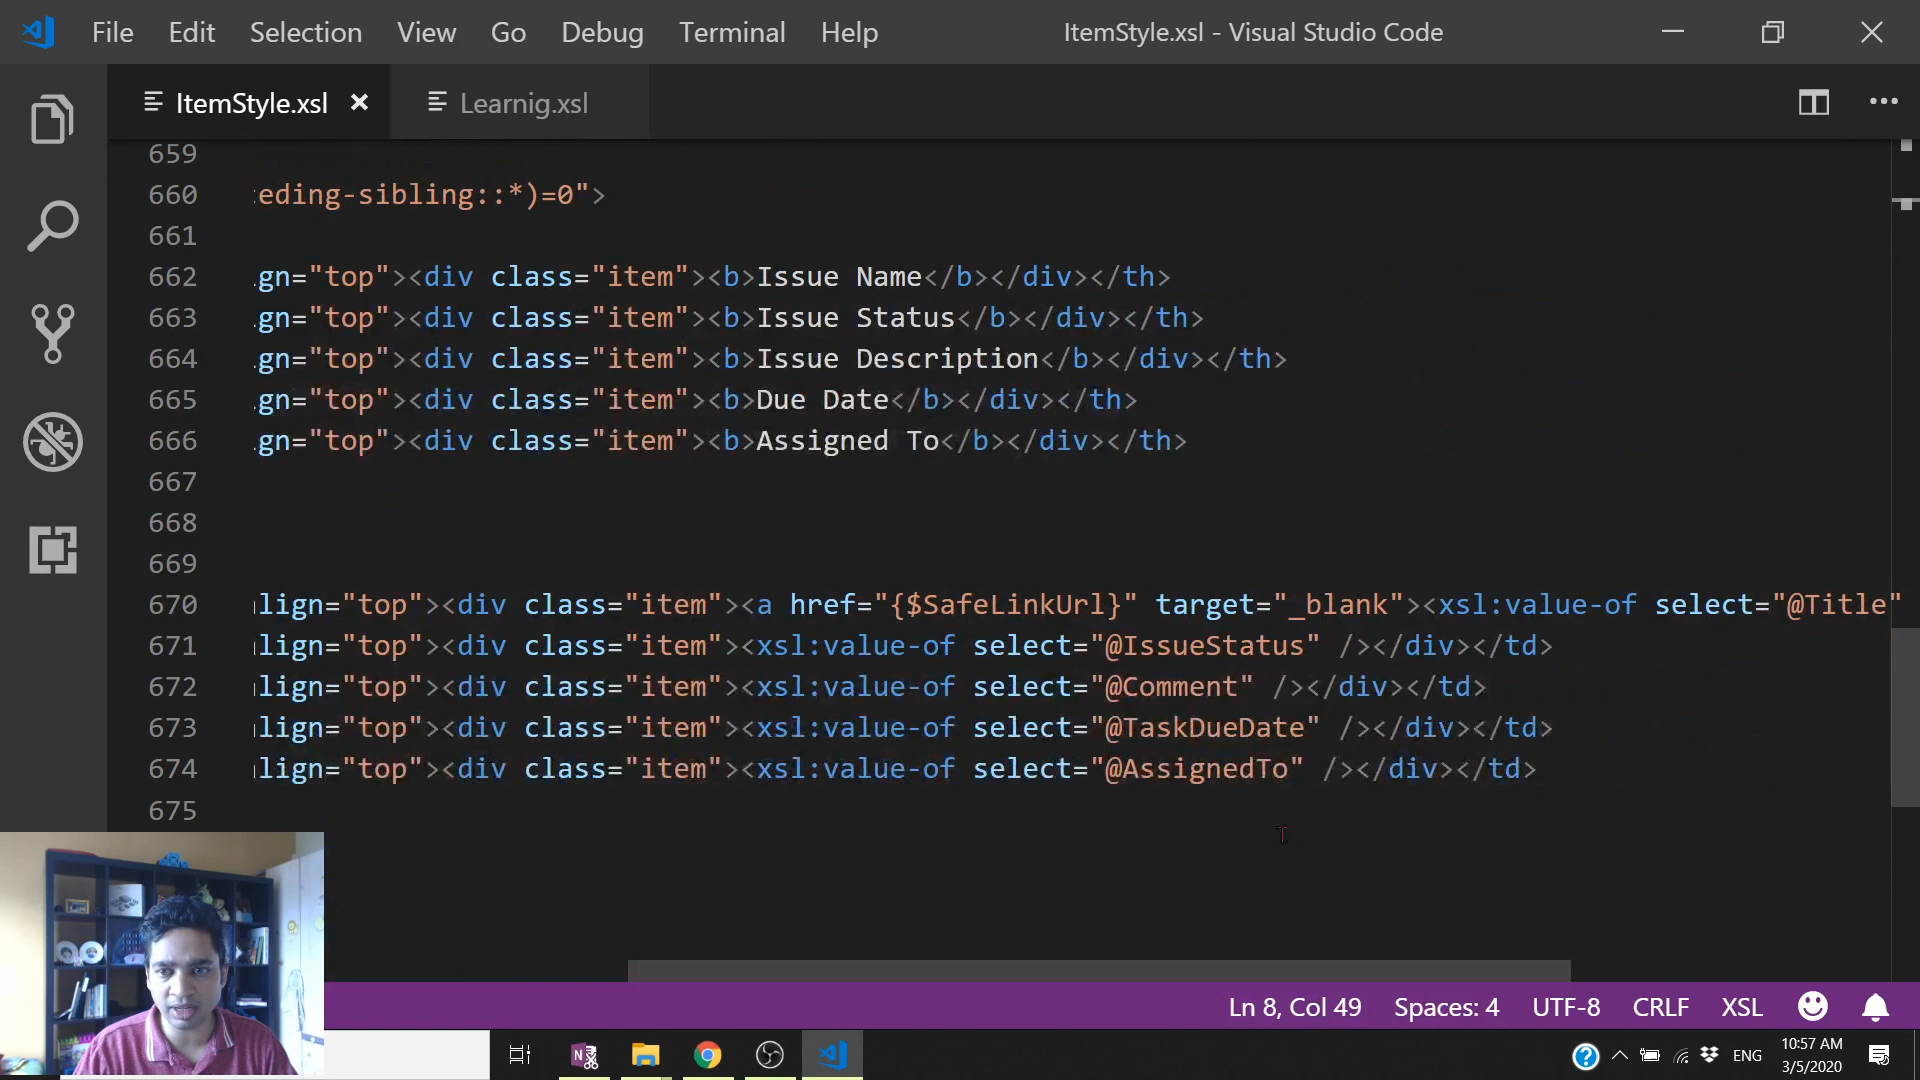 File Edit Selection View Go Debug Terminal Help ItemStyle.xsl - Visual Studio Code
ItemStyle.xsl Learnig.xsl
659
660 eding-sibling::*)=0">
661
662 ign="top"><div class="item"><b>Issue Name</b></div></th>
663 ign="top"><div class="item"><b>Issue Status</b></div></th>
664 ign="top"><div class="item"><b>Issue Description</b></div></th>
665 ign="top"><div class="item"><b>Due Date</b></div></th>
666 ign="top"><div class="item"><b>Assigned To</b></div></th>
667
668
669
670 lign="top"><div class="item"><a href="{$SafeLinkUrl}" target="_blank"><xsl:value-of select="@Title"
671 lign="top"><div class="item"><xsl:value-of select="@IssueStatus" /></div></td>
672 lign="top"><div class="item"><xsl:value-of select="@Comment" /></div></td>
673 lign="top"><div class="item"><xsl:value-of select="@TaskDueDate" /></div></td>
674 lign="top"><div class="item"><xsl:value-of select="@AssignedTo" /></div></td>
675
Ln 8, Col 49 Spaces: 4 UTF-8 CRLF XSL
ENG 10:57 AM
3/5/2020